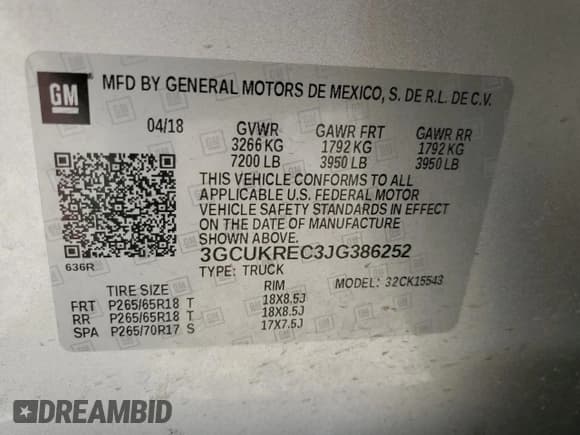 GM
MFD BY GENERAL MOTORS DE MEXICO, S. DE R.L. DE C.V.
04/18 GVWR GAWR FRT GAWR RR
3266 KG 1792 KG 1792 KG
7200 LB 3950 LB 3950 LB
THIS VEHICLE CONFORMS TO ALL
APPLICABLE U.S. FEDERAL MOTOR
VEHICLE SAFETY STANDARDS IN EFFECT
ON THE DATE OF MANUFACTURE
SHOWN ABOVE.
636R
3GCUKREC3JG386252
TYPE: TRUCK
MODEL: 32CK15543
TIRE SIZE RIM
FRT P265/65R18 T 18X8.5J
RR P265/65R18 T 18X8.5J
SPA P265/70R17 S 17X7.5J
DREAMBID